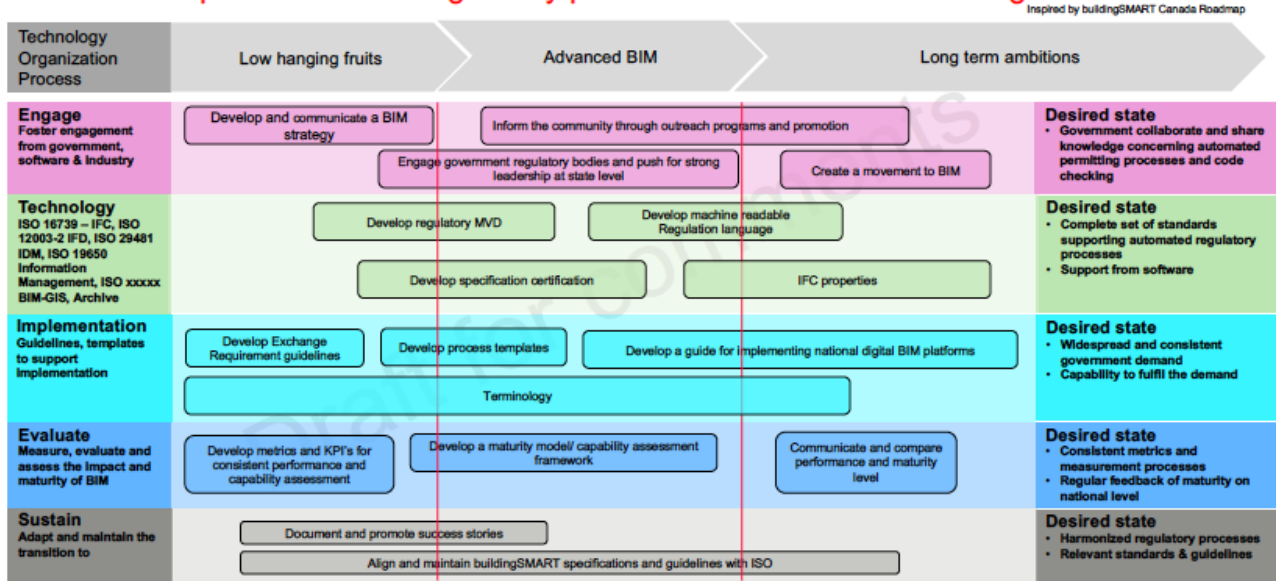 Inspired by buildingSMART Canada Roadmap
Technology
Organization
Process
Low hanging fruits
Advanced BIM
Long term ambitions
Engage
Foster engagement
from government,
software & Industry
Develop and communicate a BIM
strategy
Inform the community through outreach programs and promotion
Engage government regulatory bodies and push for strong
leadership at state level
Create a movement to BIM
Desired state
• Government collaborate and share
knowledge concerning automated
permitting processes and code
checking
Technology
ISO 16739 – IFC, ISO
12003-2 IFD, ISO 29481
IDM, ISO 19650
Information
Management, ISO xxxxx
BIM-GIS, Archive
Develop regulatory MVD
Develop machine readable
Regulation language
Develop specification certification
IFC properties
Desired state
• Complete set of standards
supporting automated regulatory
processes
• Support from software
Implementation
Guidelines, templates
to support
Implementation
Develop Exchange
Requirement guidelines
Develop process templates
Develop a guide for implementing national digital BIM platforms
Terminology
Desired state
• Widespread and consistent
government demand
• Capability to fulfil the demand
Evaluate
Measure, evaluate and
assess the impact and
maturity of BIM
Develop metrics and KPI's for
consistent performance and
capability assessment
Develop a maturity model/ capability assessment
framework
Communicate and compare
performance and maturity
level
Desired state
• Consistent metrics and
measurement processes
• Regular feedback of maturity on
national level
Sustain
Adapt and maintain the
transition to
Document and promote success stories
Align and maintain buildingSMART specifications and guidelines with ISO
Desired state
• Harmonized regulatory processes
• Relevant standards & guidelines
Draft for comments